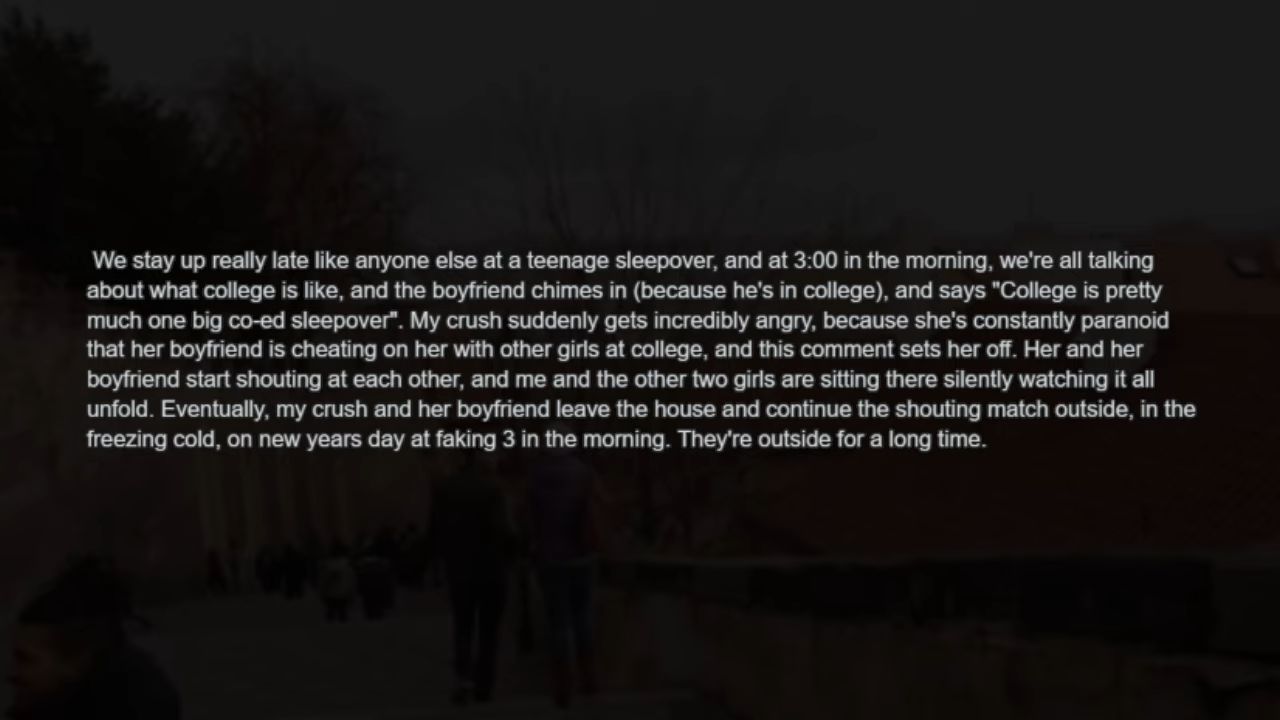 We stay up really late like anyone else at a teenage sleepover, and at 3:00 in the morning, we're all talking
about what college is like, and the boyfriend chimes in (because he's in college), and says "College is pretty
much one big co-ed sleepover". My crush suddenly gets incredibly angry, because she's constantly paranoid
that her boyfriend is cheating on her with other girls at college, and this comment sets her off. Her and her
boyfriend start shouting at each other, and me and the other two girls are sitting there silently watching it all
unfold. Eventually, my crush and her boyfriend leave the house and continue the shouting match outside, in the
freezing cold, on new years day at faking 3 in the morning. They're outside for a long time.